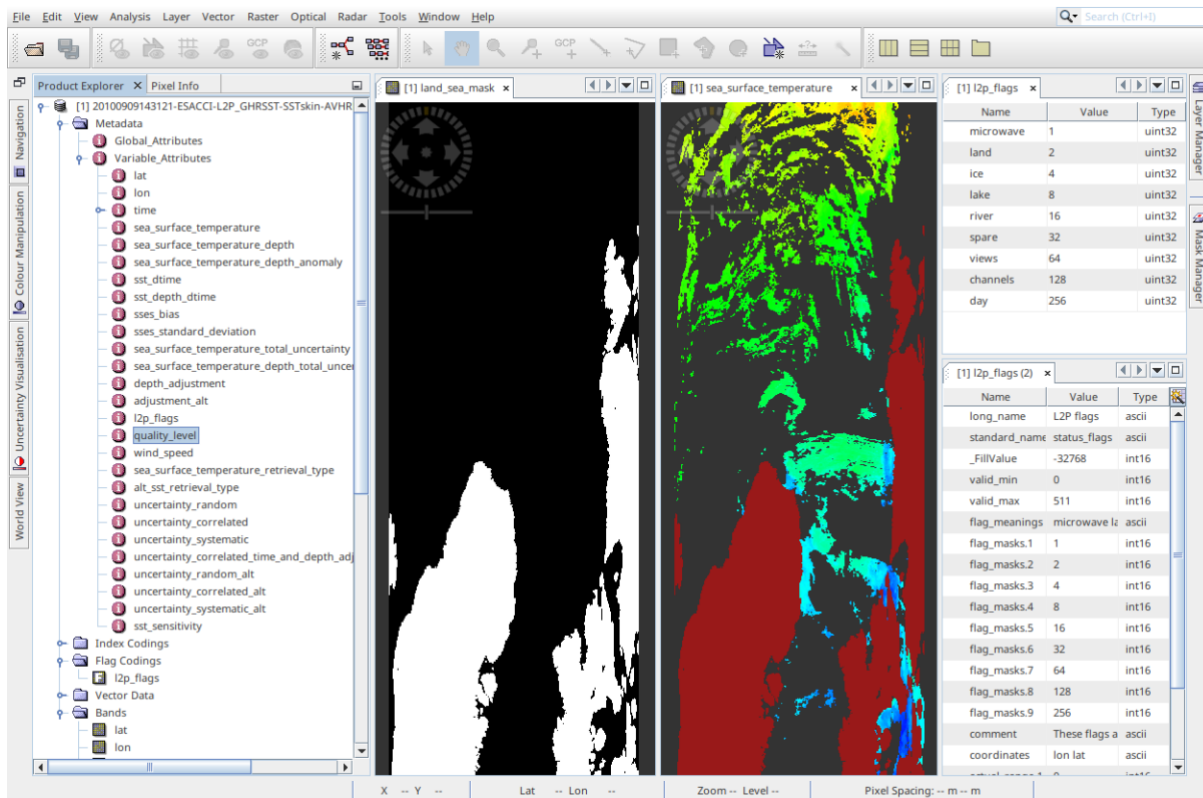 File Edit View Analysis Layer Vector Raster Optical Radar Tools Window Help
Search (Ctrl+I)
GCP
GCP
Product Explorer X Pixel Info
[1] 20100909143121-ESACCI-L2P_GHRSST-SSTskin-AVHR
Metadata
Global_Attributes
Variable_Attributes
lat
lon
time
sea_surface_temperature
sea_surface_temperature_depth
sea_surface_temperature_depth_anomaly
sst_dtime
sst_depth_dtime
sses_bias
sses_standard_deviation
sea_surface_temperature_total_uncertainty
sea_surface_temperature_depth_total_uncer
depth_adjustment
adjustment_alt
l2p_flags
quality_level
wind_speed
sea_surface_temperature_retrieval_type
alt_sst_retrieval_type
uncertainty_random
uncertainty_correlated
uncertainty_systematic
uncertainty_correlated_time_and_depth_adj
uncertainty_random_alt
uncertainty_correlated_alt
uncertainty_systematic_alt
sst_sensitivity
Index Codings
Flag Codings
l2p_flags
Vector Data
Bands
lat
lon
Navigation
Colour Manipulation
Uncertainty Visualisation
World View
[1] land_sea_mask ×
[1] sea_surface_temperature ×
[1] l2p_flags ×
Name Value Type
microwave 1 uint32
land 2 uint32
ice 4 uint32
lake 8 uint32
river 16 uint32
spare 32 uint32
views 64 uint32
channels 128 uint32
day 256 uint32
[1] l2p_flags (2) ×
Name Value Type
long_name L2P flags ascii
standard_name status_flags ascii
_FillValue -32768 int16
valid_min 0 int16
valid_max 511 int16
flag_meanings microwave la ascii
flag_masks.1 1 int16
flag_masks.2 2 int16
flag_masks.3 4 int16
flag_masks.4 8 int16
flag_masks.5 16 int16
flag_masks.6 32 int16
flag_masks.7 64 int16
flag_masks.8 128 int16
flag_masks.9 256 int16
comment These flags a ascii
coordinates lon lat ascii
Layer Manager
Mask Manager
X -- Y -- Lat -- Lon -- Zoom -- Level -- Pixel Spacing: -- m -- m